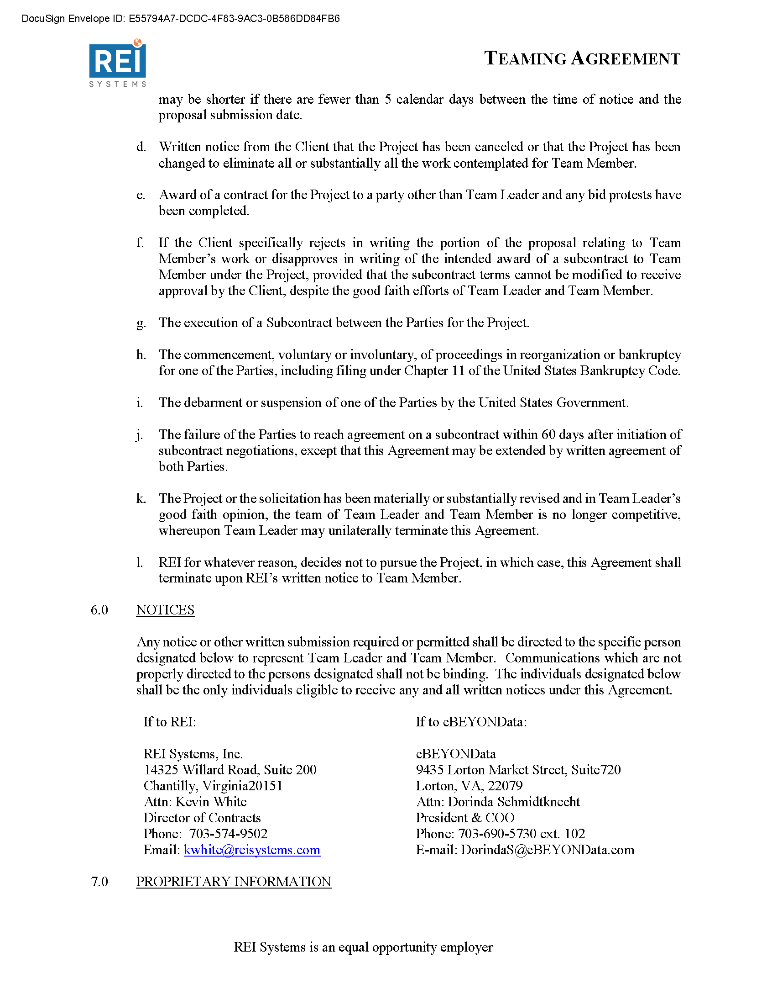 DocuSign Envelope ID: E55794A7-DCDC-4F83-9AC3-0B586DD84FB6
REI
SYSTEMS
TEAMING AGREEMENT
may be shorter if there are fewer than 5 calendar days between the time of notice and the
proposal submission date.
d. Written notice from the Client that the Project has been canceled or that the Project has been
changed to eliminate all or substantially all the work contemplated for Team Member.
e. Award of a contract for the Project to a party other than Team Leader and any bid protests have
been completed.
f. If the Client specifically rejects in writing the portion of the proposal relating to Team
Member’s work or disapproves in writing of the intended award of a subcontract to Team
Member under the Project, provided that the subcontract terms cannot be modified to receive
approval by the Client, despite the good faith efforts of Team Leader and Team Member.
g. The execution of a Subcontract between the Parties for the Project.
h. The commencement, voluntary or involuntary, of proceedings in reorganization or bankruptcy
for one of the Parties, including filing under Chapter 11 of the United States Bankruptcy Code.
i. The debarment or suspension of one of the Parties by the United States Government.
j. The failure of the Parties to reach agreement on a subcontract within 60 days after initiation of
subcontract negotiations, except that this Agreement may be extended by written agreement of
both Parties.
k. The Project or the solicitation has been materially or substantially revised and in Team Leader’s
good faith opinion, the team of Team Leader and Team Member is no longer competitive,
whereupon Team Leader may unilaterally terminate this Agreement.
l. REI for whatever reason, decides not to pursue the Project, in which case, this Agreement shall
terminate upon REI’s written notice to Team Member.
6.0 NOTICES
Any notice or other written submission required or permitted shall be directed to the specific person
designated below to represent Team Leader and Team Member. Communications which are not
properly directed to the persons designated shall not be binding. The individuals designated below
shall be the only individuals eligible to receive any and all written notices under this Agreement.
If to REI:
REI Systems, Inc.
14325 Willard Road, Suite 200
Chantilly, Virginia20151
Attn: Kevin White
Director of Contracts
Phone: 703-574-9502
Email: kwhite@reisystems.com
If to cBEYONData:
cBEYONData
9435 Lorton Market Street, Suite720
Lorton, VA, 22079
Attn: Dorinda Schmidtknecht
President & COO
Phone: 703-690-5730 ext. 102
E-mail: DorindaS@cBEYONData.com
7.0 PROPRIETARY INFORMATION
REI Systems is an equal opportunity employer